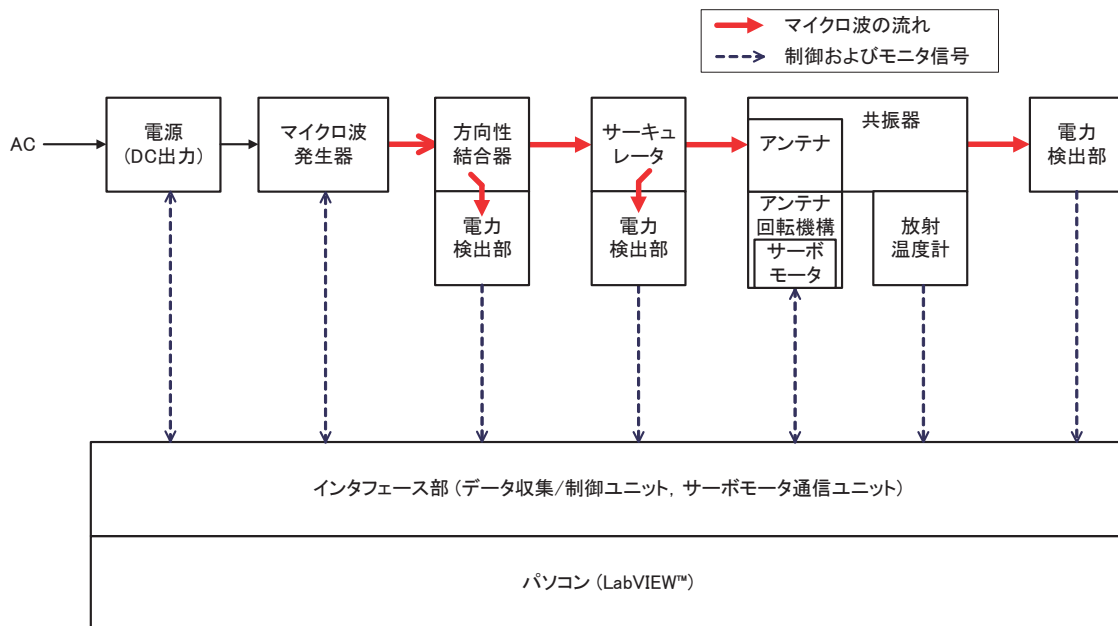 マイクロ波の流れ
制御およびモニタ信号
AC
電源
(DC出力)
マイクロ波
発生器
方向性
結合器
電力
検出部
サーキュ
レータ
電力
検出部
共振器
アンテナ
アンテナ
回転機構
サーボ
モータ
放射
温度計
電力
検出部
インタフェース部 (データ収集/制御ユニット, サーボモータ通信ユニット)
パソコン (LabVIEW™)